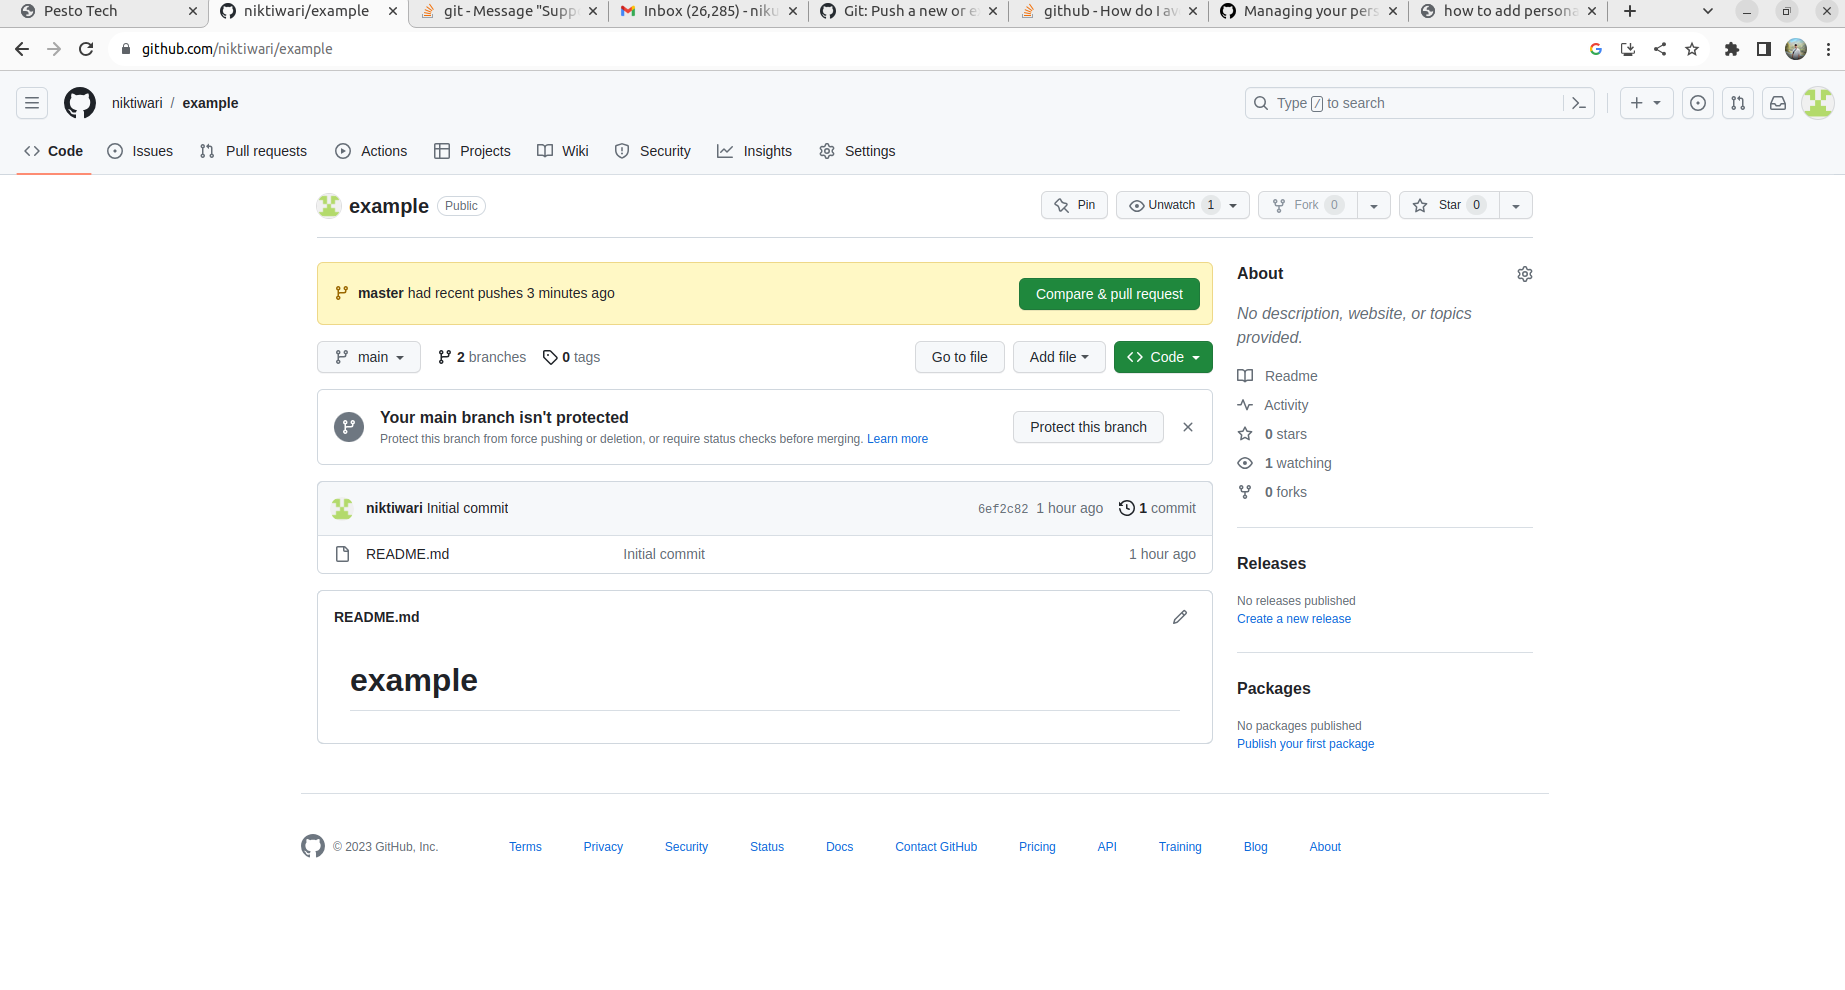 Pesto Tech
niktiwari/example
git - Message "Supp
Inbox (26,285) - niku
Git: Push a new or e
github - How do I av
Managing your pers
how to add persona
github.com/niktiwari/example
niktiwari / example
Type / to search
Code Issues Pull requests Actions Projects Wiki Security Insights Settings
example Public
Pin Unwatch 1 Fork 0 Star 0
master had recent pushes 3 minutes ago
Compare & pull request
main 2 branches 0 tags
Go to file Add file Code
Your main branch isn't protected
Protect this branch from force pushing or deletion, or require status checks before merging. Learn more
Protect this branch
niktiwari Initial commit 6ef2c82 1 hour ago 1 commit
README.md Initial commit 1 hour ago
README.md
example
About
No description, website, or topics
provided.
Readme
Activity
0 stars
1 watching
0 forks
Releases
No releases published
Create a new release
Packages
No packages published
Publish your first package
© 2023 GitHub, Inc. Terms Privacy Security Status Docs Contact GitHub Pricing API Training Blog About